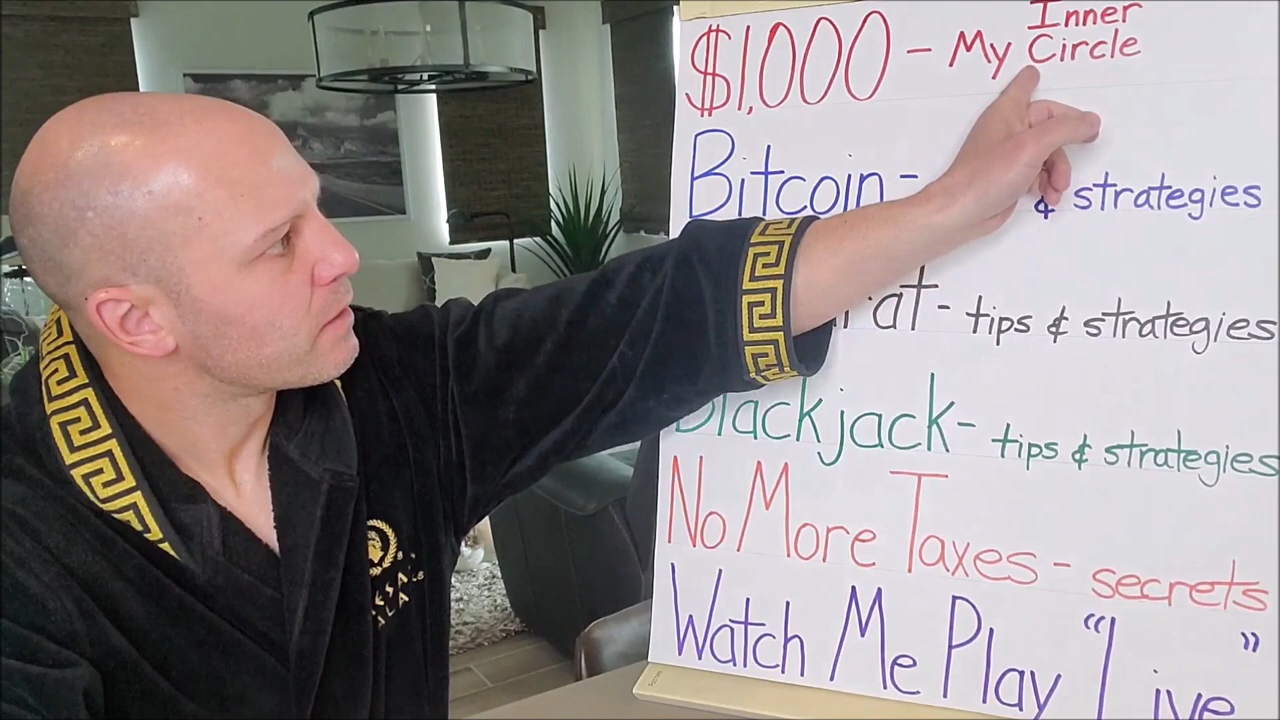 $1,000 - My Inner Circle
Bitcoin - & strategies
at - tips & strategies
Blackjack - tips & strategies
No More Taxes - secrets
Watch Me Play "Live"